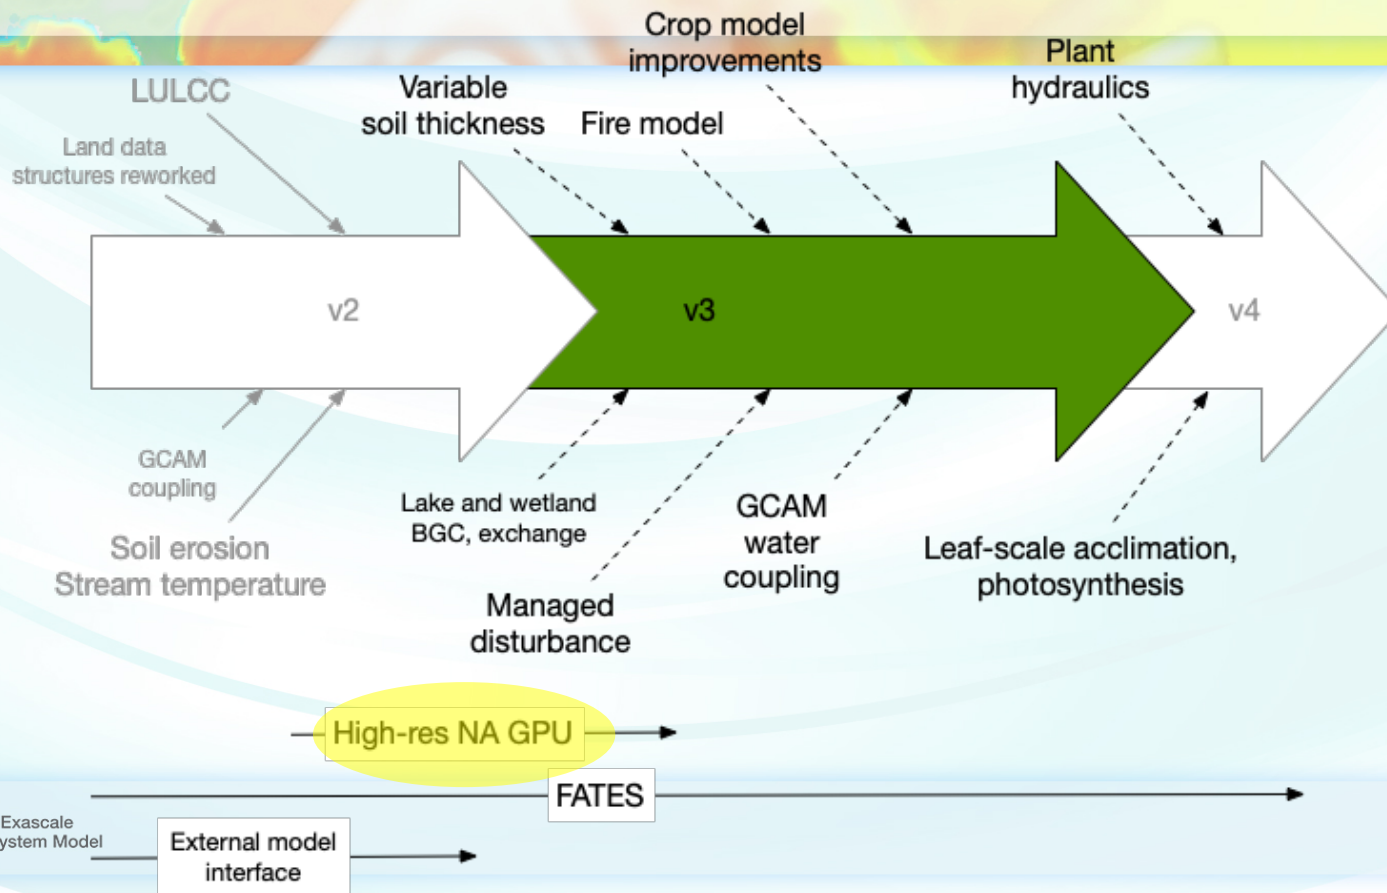 Crop model
improvements
Plant
hydraulics
LULCC
Variable
soil thickness
Fire model
Land data
structures reworked
v2
v3
v4
GCAM
coupling
Lake and wetland
BGC, exchange
GCAM
water
coupling
Soil erosion
Stream temperature
Leaf-scale acclimation,
photosynthesis
Managed
disturbance
High-res NA GPU
FATES
Exascale
ystem Model
External model
interface